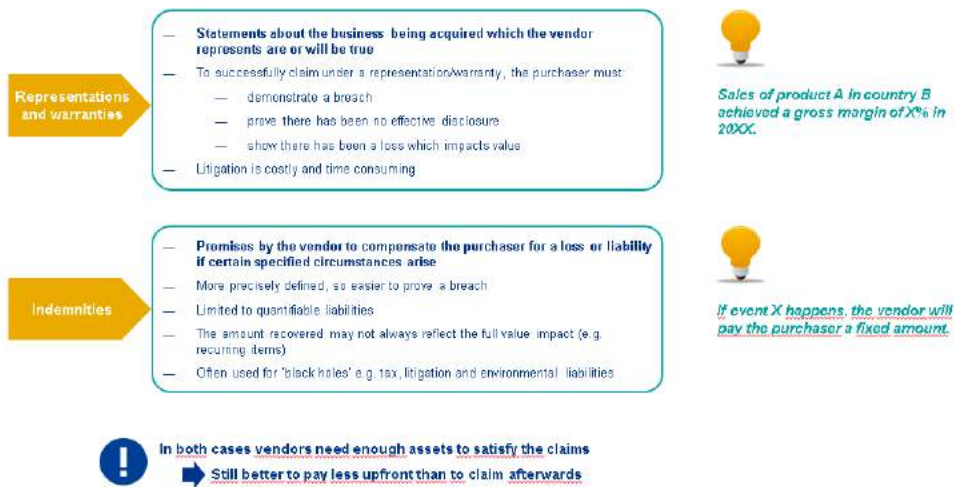 — Statements about the business being acquired which the vendor
represents are or will be true
— To successfully claim under a representation/warranty, the purchaser must:
— demonstrate a breach
— prove there has been no effective disclosure
— show there has been a loss which impacts value
— Litigation is costly and time consuming
Representations
and warranties
Sales of product A in country B
achieved a gross margin of X% in
20XX.
— Promises by the vendor to compensate the purchaser for a loss or liability
if certain specified circumstances arise
— More precisely defined, so easier to prove a breach
— Limited to quantifiable liabilities
— The amount recovered may not always reflect the full value impact (e.g.
recurring items)
— Often used for 'black holes' e.g. tax, litigation and environmental liabilities
Indemnities
If event X happens, the vendor will
pay the purchaser a fixed amount.
! In both cases vendors need enough assets to satisfy the claims
Still better to pay less upfront than to claim afterwards